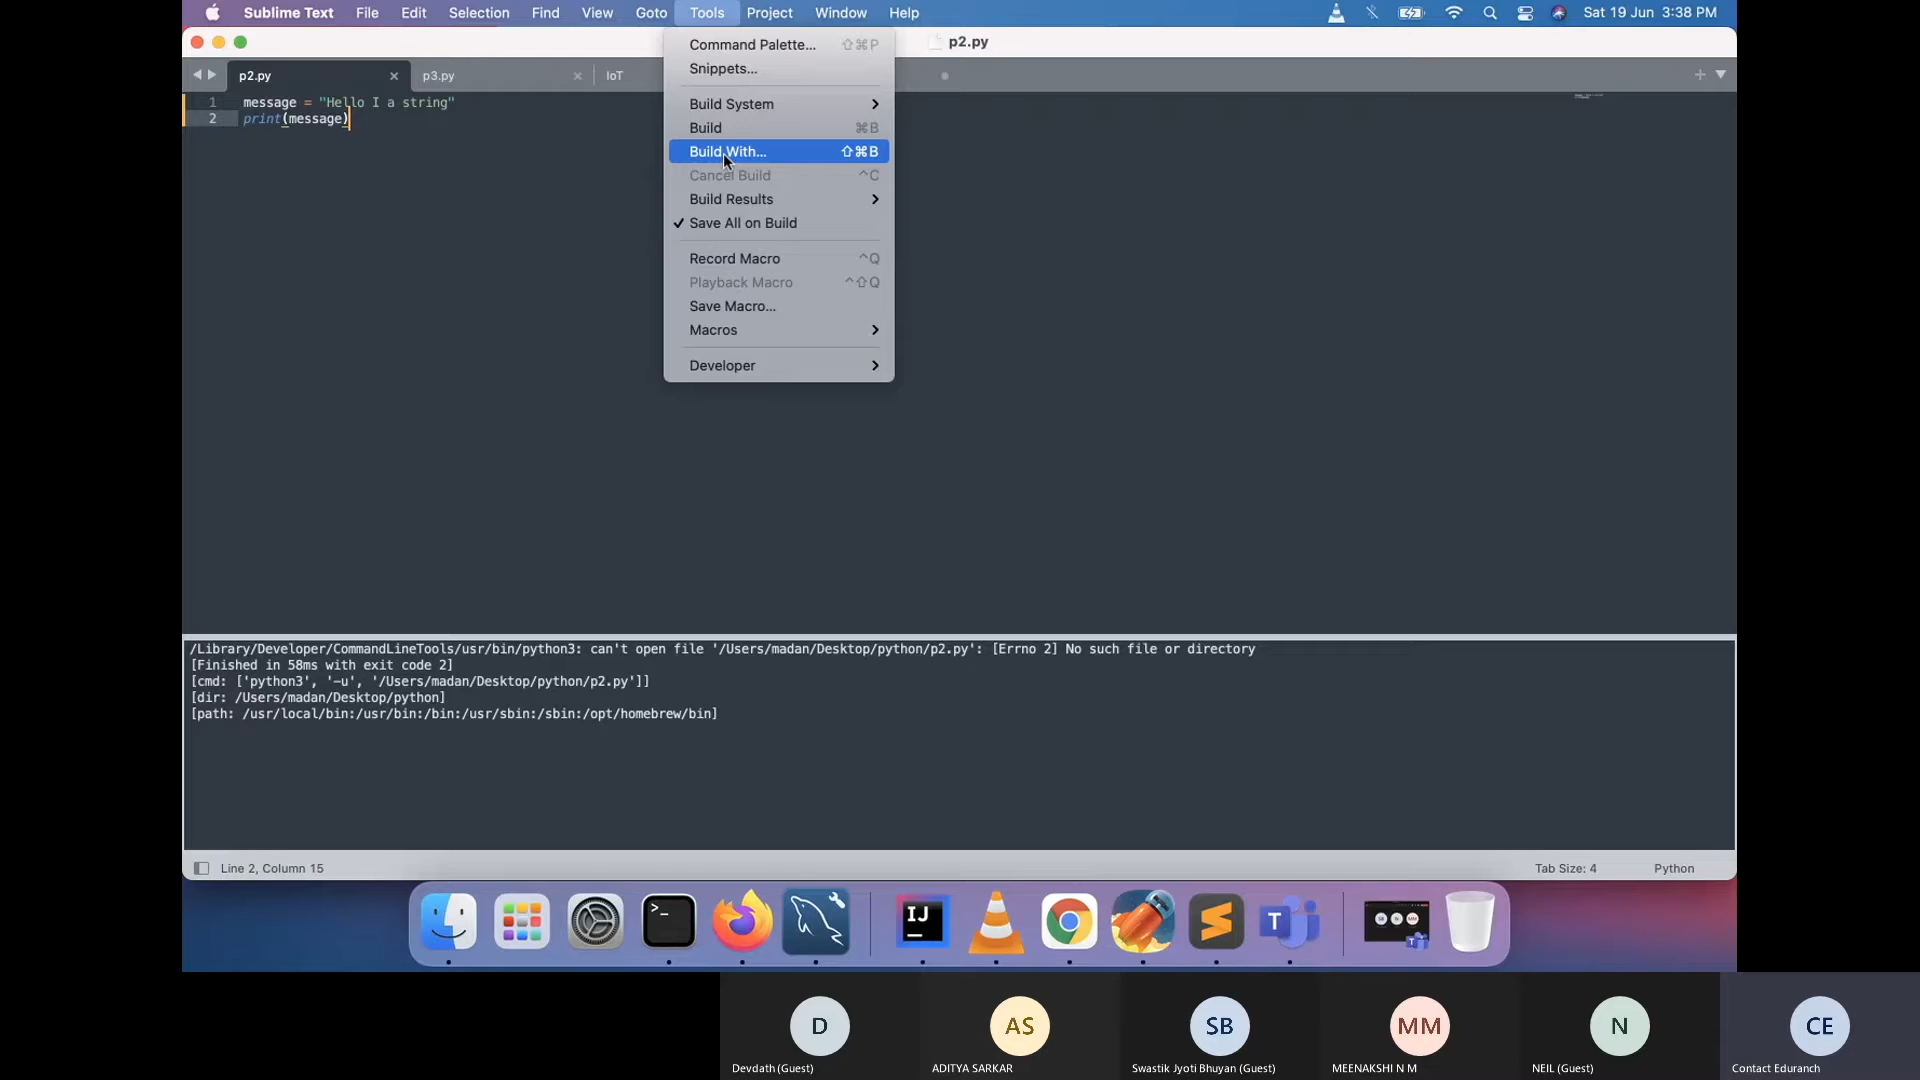 Sublime Text File Edit Selection Find View Goto Tools Project Window Help Sat 19 Jun 3:38 PM
p2.py
p2.py × p3.py × IoT
1 message = "Hello I a string"
2 print(message)
Command Palette... ⇧⌘P
Snippets...
Build System >
Build ⌘B
Build With... ⇧⌘B
Cancel Build ^C
Build Results >
✓ Save All on Build
Record Macro ^Q
Playback Macro ^⇧Q
Save Macro...
Macros >
Developer >
/Library/Developer/CommandLineTools/usr/bin/python3: can't open file '/Users/madan/Desktop/python/p2.py': [Errno 2] No such file or directory
[Finished in 58ms with exit code 2]
[cmd: ['python3', '-u', '/Users/madan/Desktop/python/p2.py']]
[dir: /Users/madan/Desktop/python]
[path: /usr/local/bin:/usr/bin:/bin:/usr/sbin:/sbin:/opt/homebrew/bin]
Line 2, Column 15 Tab Size: 4 Python
>_ IJ T
D AS SB MM N CE
Devdath (Guest) ADITYA SARKAR Swastik Jyoti Bhuyan (Guest) MEENAKSHI N M NEIL (Guest) Contact Eduranch